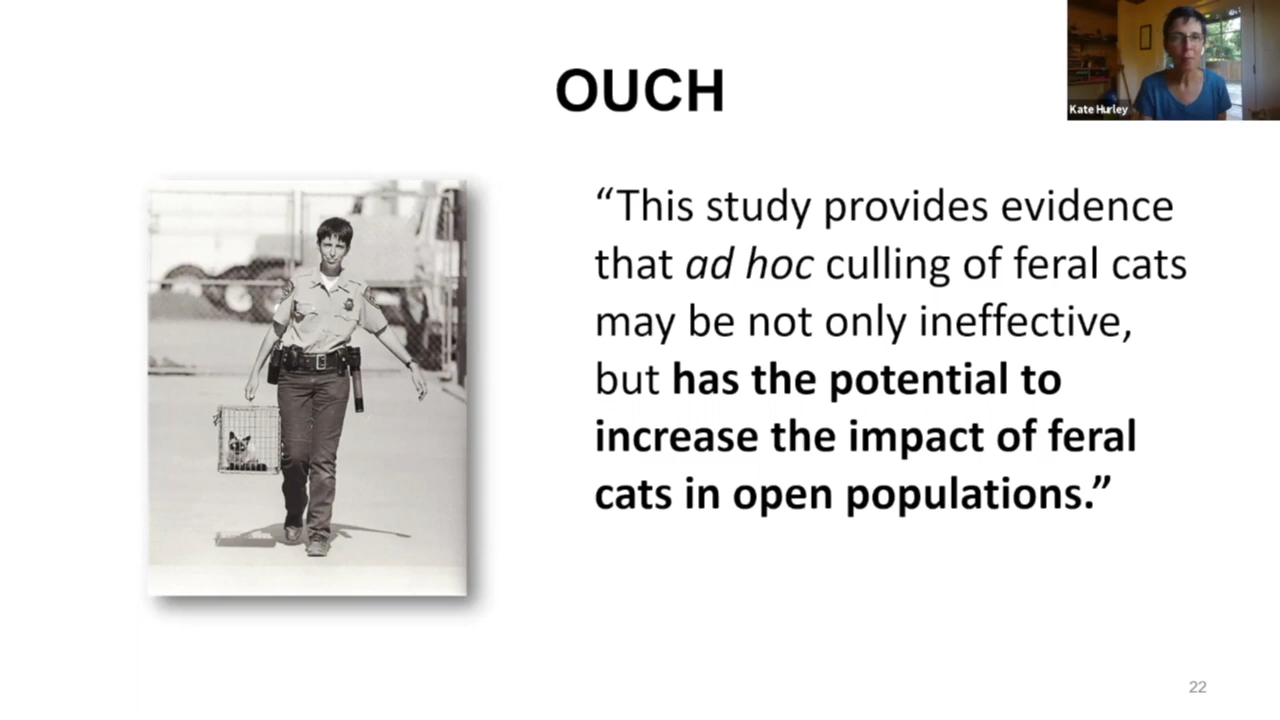 OUCH
Kate Hurley
“This study provides evidence
that ad hoc culling of feral cats
may be not only ineffective,
but has the potential to
increase the impact of feral
cats in open populations.”
22